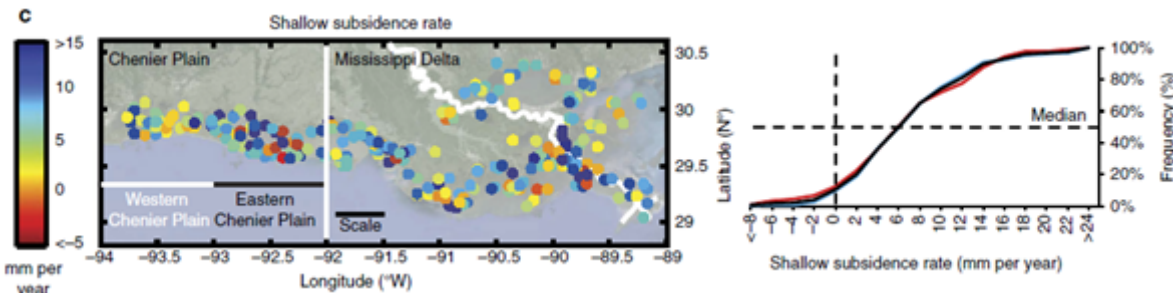 c
Shallow subsidence rate
>15
10
5
0
<–5
mm per
year
Chenier Plain
Mississippi Delta
Western
Chenier Plain
Eastern
Chenier Plain
Scale
30.5
30
29.5
29
Latitude (N°)
–94 –93.5 –93 –92.5 –92 –91.5 –91 –90.5 –90 –89.5 –89
Longitude (°W)
Median
100%
80%
60%
40%
20%
0%
Frequency (%)
<–8 –6 –4 –2 0 2 4 6 8 10 12 14 16 18 20 22 >24
Shallow subsidence rate (mm per year)